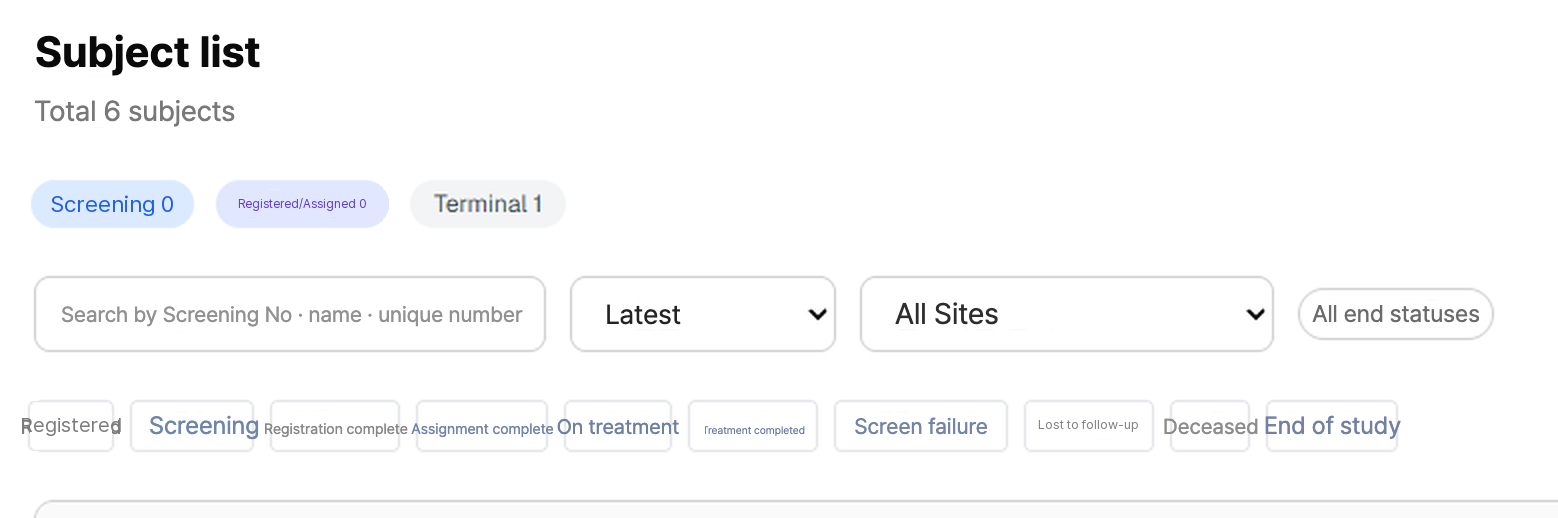 Subject list
Total 6 subjects
Screening 0 Registered/Assigned 0 Terminal 1
Search by Screening No · name · unique number Latest All Sites All end statuses
Registered Screening Registration complete Assignment complete On treatment Treatment completed Screen failure Lost to follow-up Deceased End of study